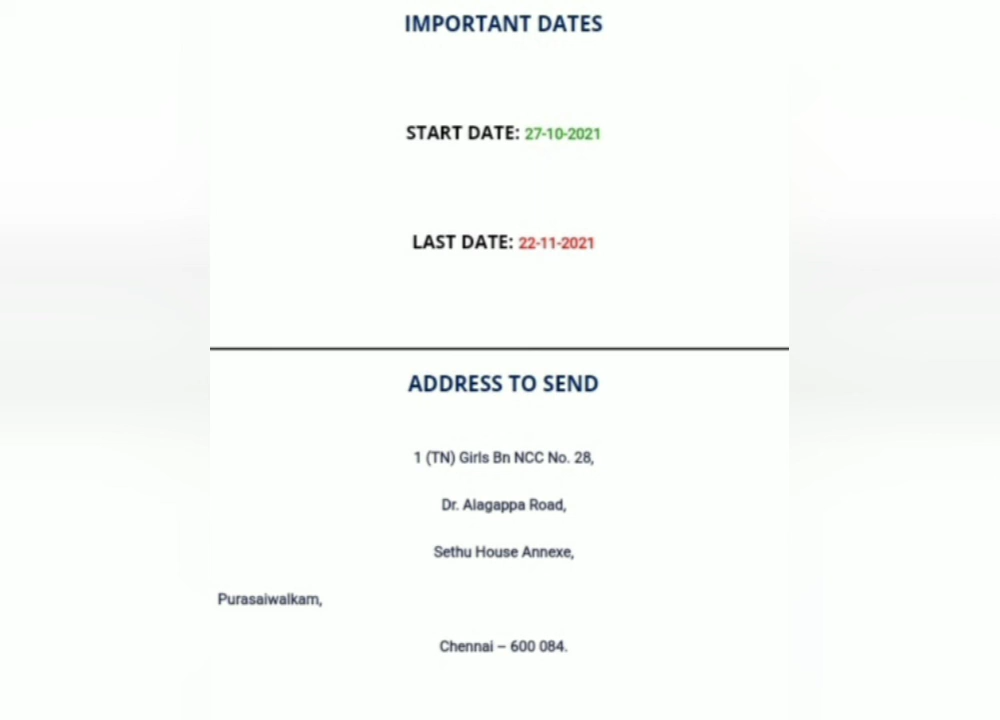 IMPORTANT DATES
START DATE: 27-10-2021
LAST DATE: 22-11-2021
ADDRESS TO SEND
1 (TN) Girls Bn NCC No. 28,
Dr. Alagappa Road,
Sethu House Annexe,
Purasaiwalkam,
Chennai – 600 084.